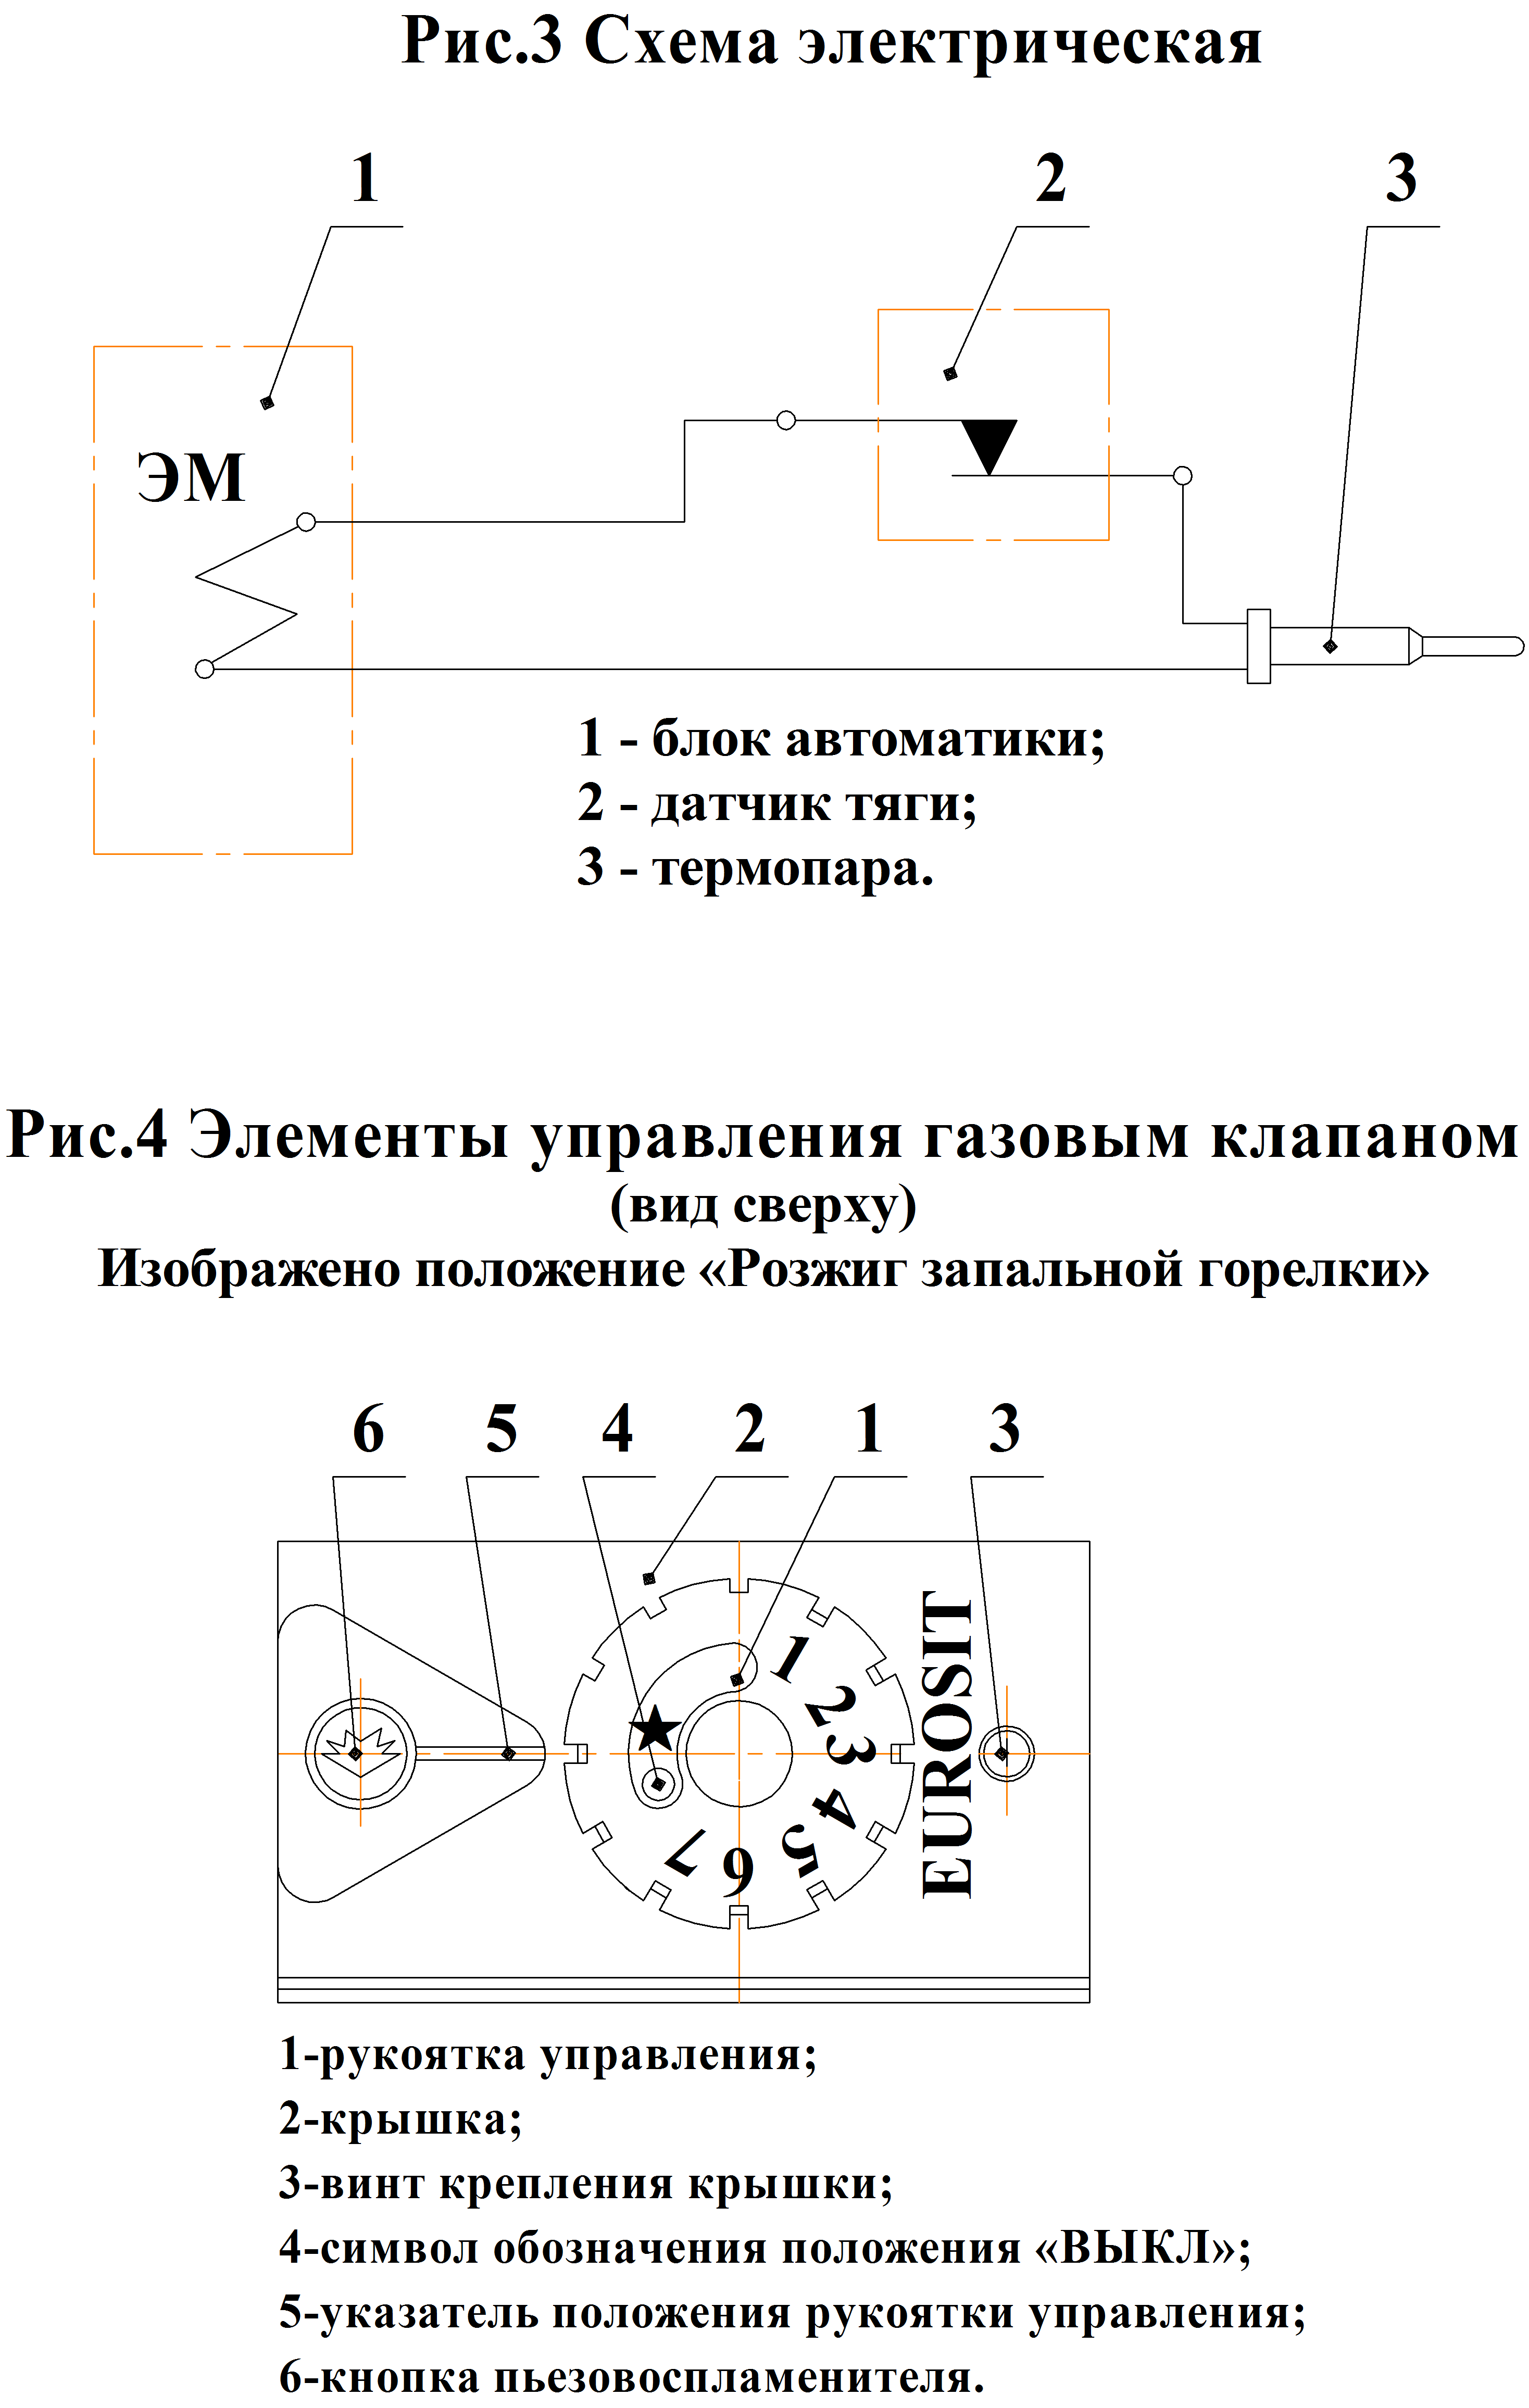 Рис.3 Схема электрическая
1 2 3
ЭМ
1 - блок автоматики;
2 - датчик тяги;
3 - термопара.
Рис.4 Элементы управления газовым клапаном
(вид сверху)
Изображено положение «Розжиг запальной горелки»
6 5 4 2 1 3
1 2 3 4 5 6 7
EUROSIT
1-рукоятка управления;
2-крышка;
3-винт крепления крышки;
4-символ обозначения положения «ВЫКЛ»;
5-указатель положения рукоятки управления;
6-кнопка пьезовоспламенителя.